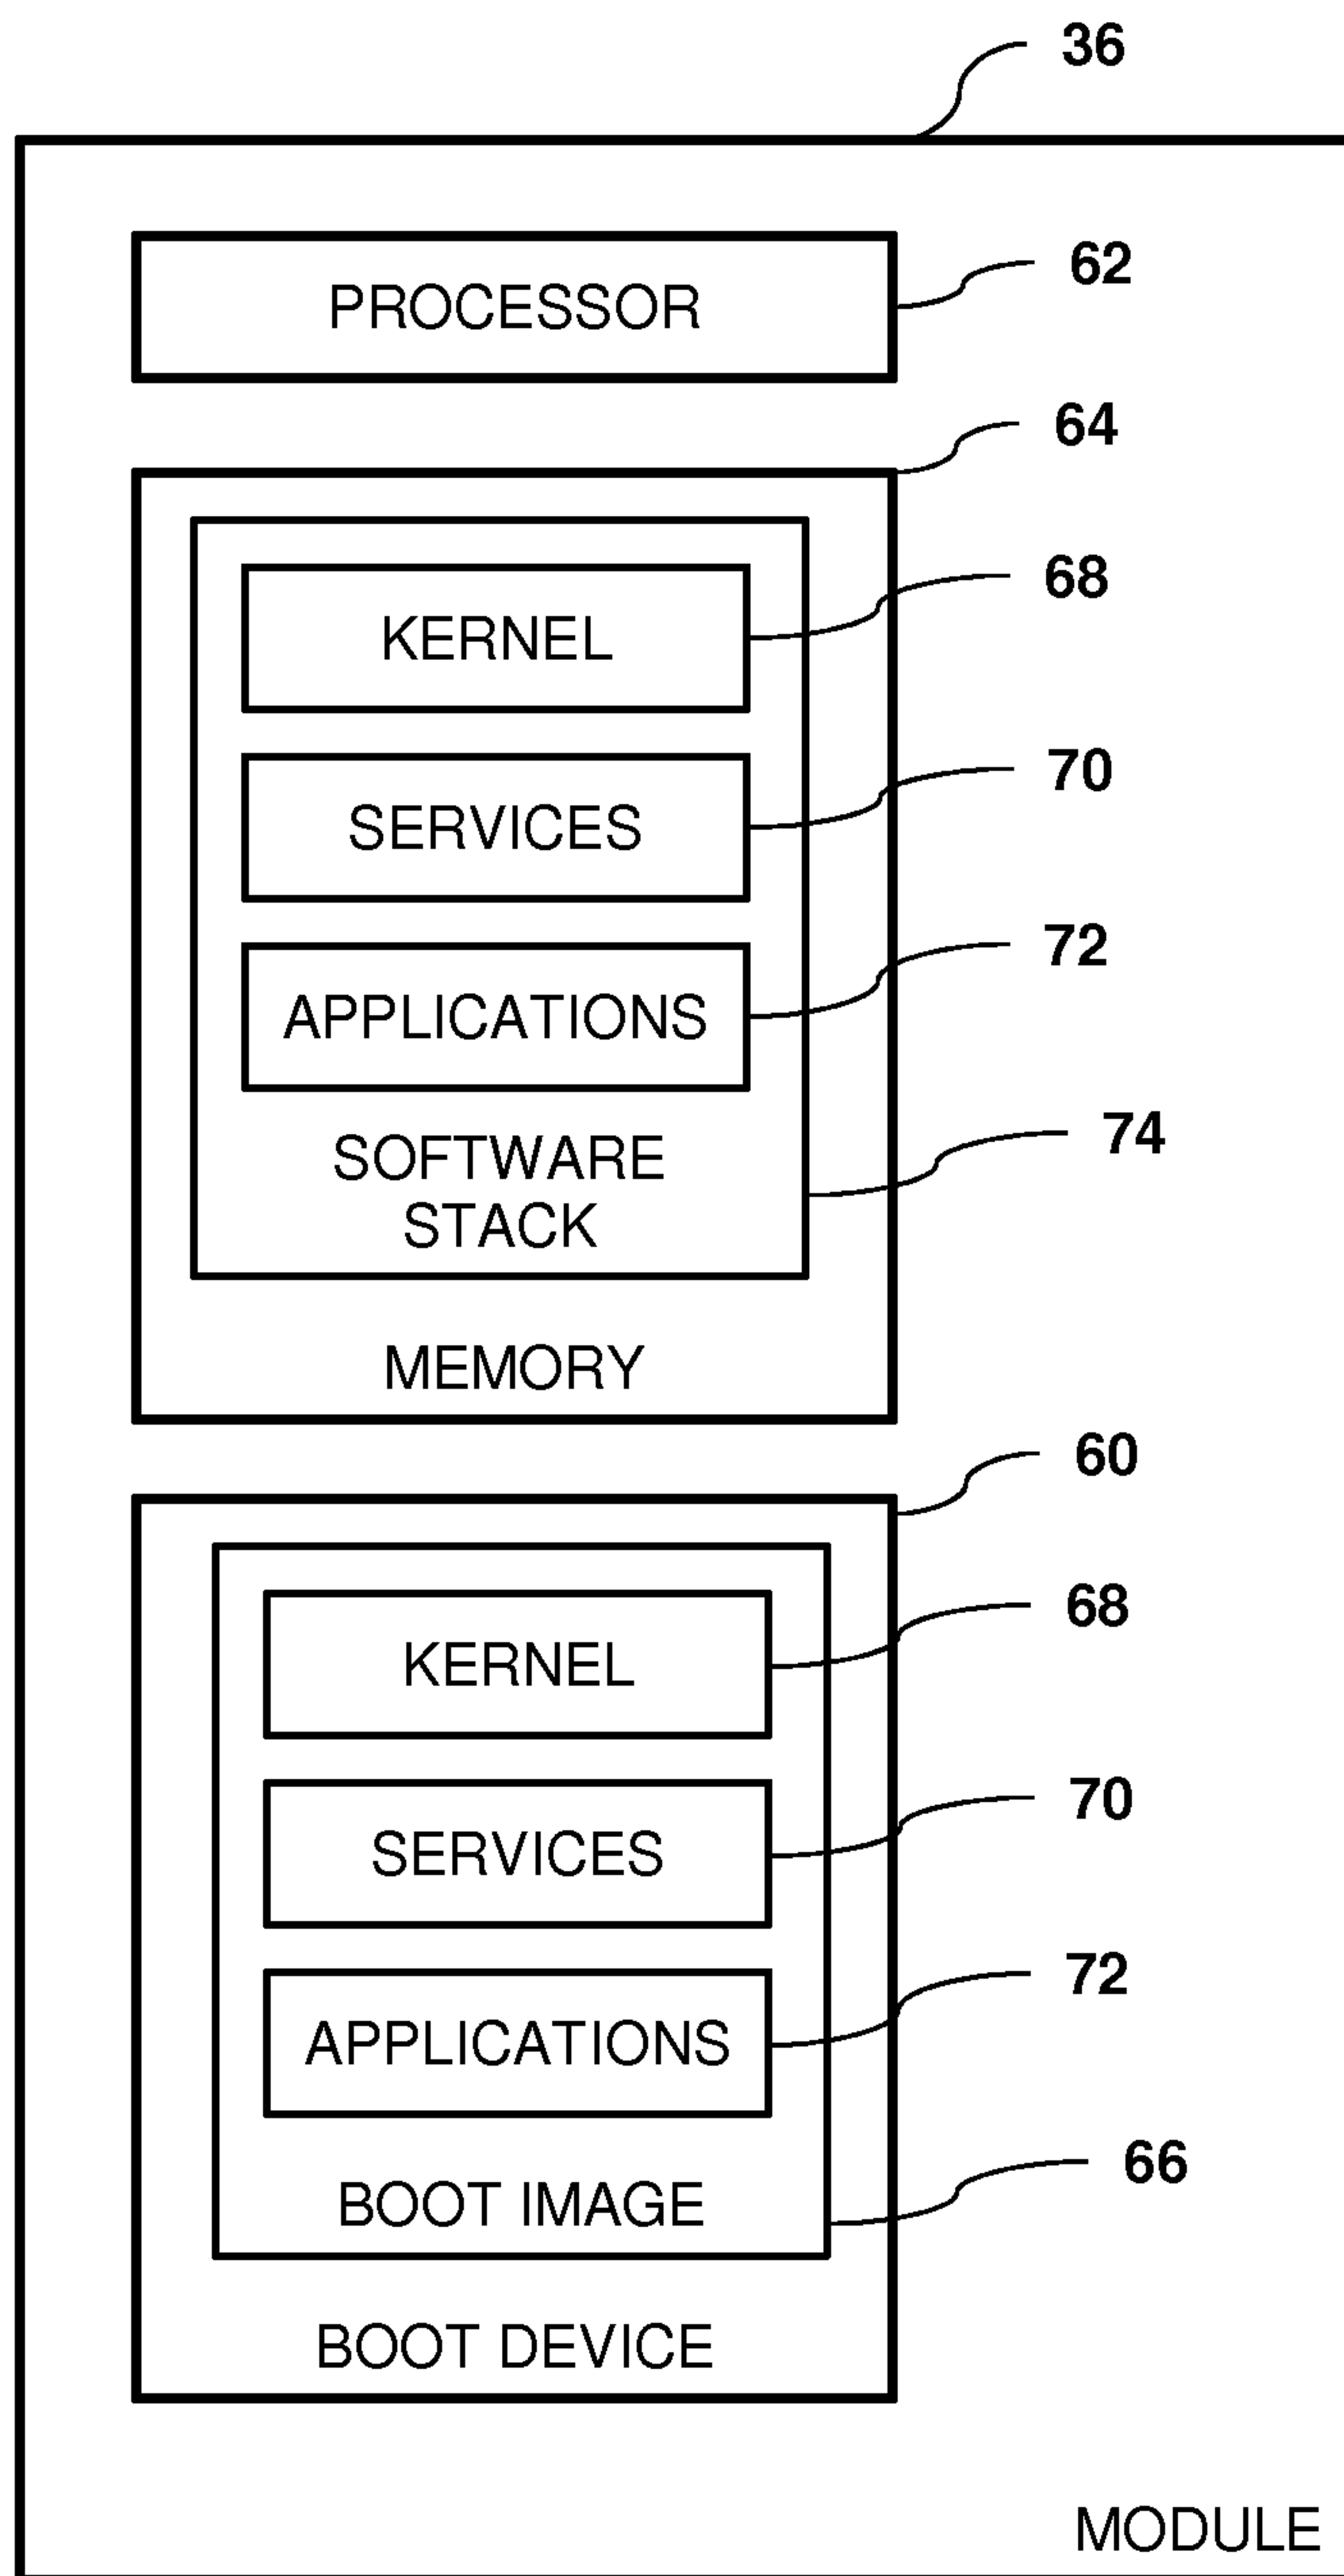 36
PROCESSOR
62
64
KERNEL
68
SERVICES
70
APPLICATIONS
72
SOFTWARE
STACK
74
MEMORY
60
KERNEL
68
SERVICES
70
APPLICATIONS
72
BOOT IMAGE
66
BOOT DEVICE
MODULE